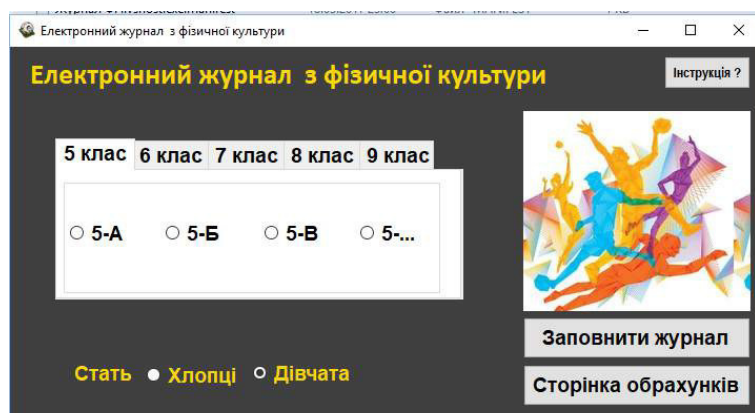 Електронний журнал з фізичної культури
Електронний журнал з фізичної культури
Інструкція ?
5 клас 6 клас 7 клас 8 клас 9 клас
5-А 5-Б 5-В 5-...
Заповнити журнал
Стать Хлопці Дівчата
Сторінка обрахунків